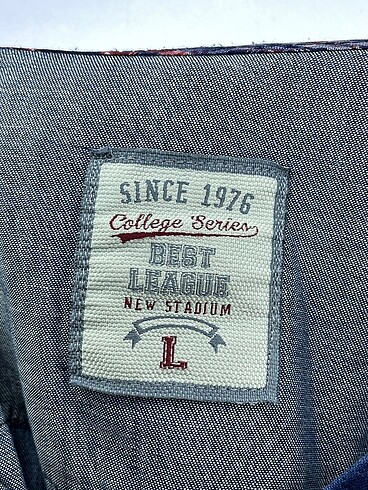 SINCE 1976
College Series
BEST
LEAGUE
NEW STADIUM
L